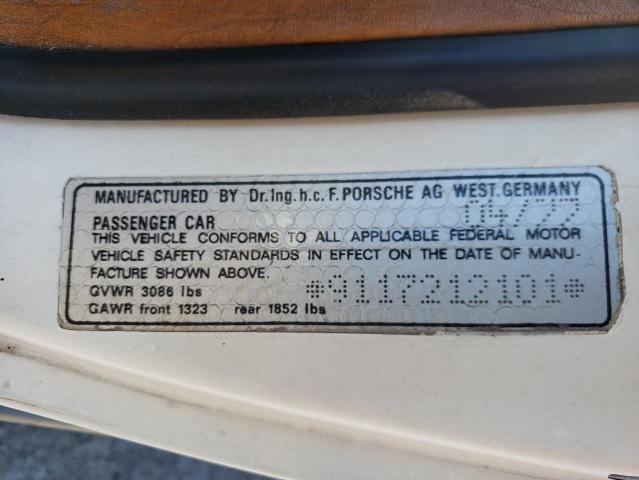 MANUFACTURED BY Dr.Ing.h.c.F.PORSCHE AG WEST.GERMANY
PASSENGER CAR 04/77
THIS VEHICLE CONFORMS TO ALL APPLICABLE FEDERAL MOTOR
VEHICLE SAFETY STANDARDS IN EFFECT ON THE DATE OF MANU-
FACTURE SHOWN ABOVE.
GVWR 3086 lbs *9117212101*
GAWR front 1323 rear 1852 lbs